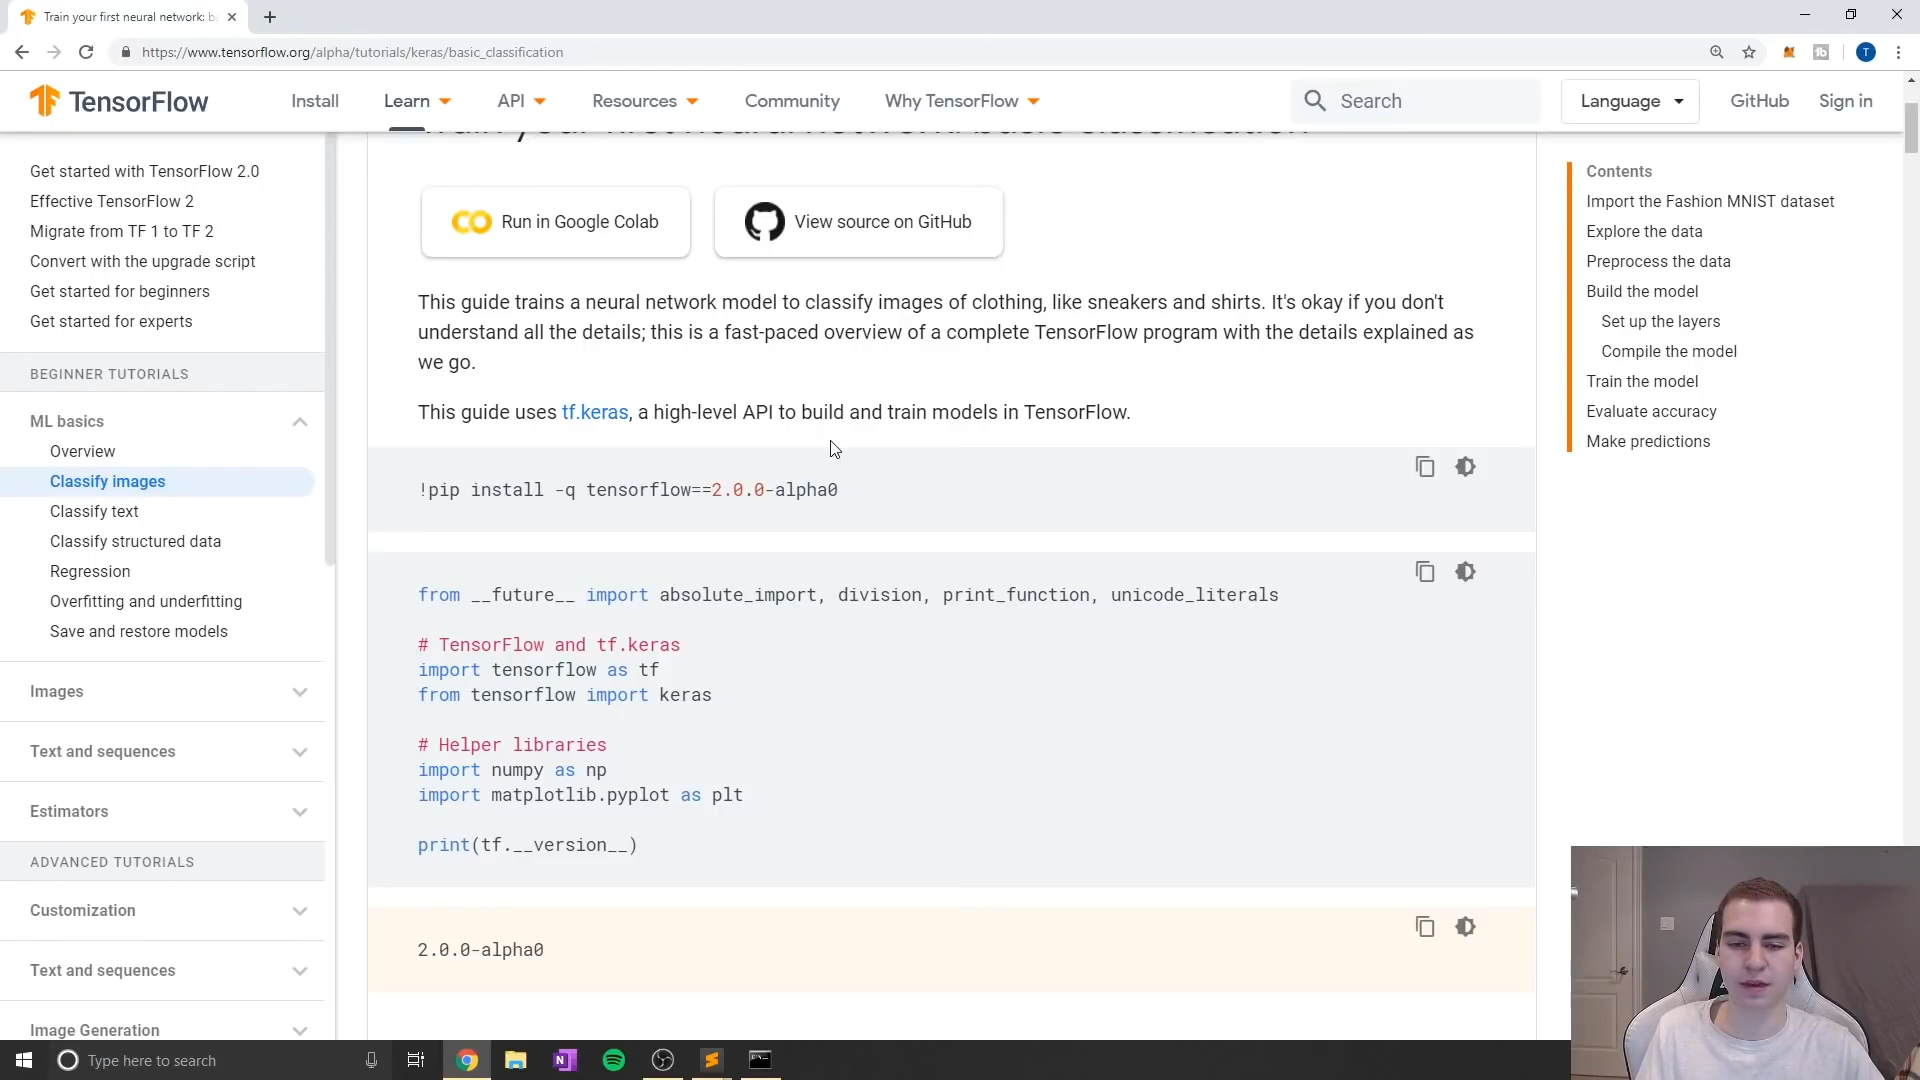 Train your first neural network: ba
https://www.tensorflow.org/alpha/tutorials/keras/basic_classification
T
TensorFlow
Install
Learn
API
Resources
Community
Why TensorFlow
Search
Language
GitHub
Sign in
Get started with TensorFlow 2.0
Effective TensorFlow 2
Migrate from TF 1 to TF 2
Convert with the upgrade script
Get started for beginners
Get started for experts
BEGINNER TUTORIALS
ML basics
Overview
Classify images
Classify text
Classify structured data
Regression
Overfitting and underfitting
Save and restore models
Images
Text and sequences
Estimators
ADVANCED TUTORIALS
Customization
Text and sequences
Image Generation
Train your first neural network: basic classification
Run in Google Colab
View source on GitHub
This guide trains a neural network model to classify images of clothing, like sneakers and shirts. It's okay if you don't
understand all the details; this is a fast-paced overview of a complete TensorFlow program with the details explained as
we go.
This guide uses tf.keras, a high-level API to build and train models in TensorFlow.
!pip install -q tensorflow==2.0.0-alpha0
from __future__ import absolute_import, division, print_function, unicode_literals
# TensorFlow and tf.keras
import tensorflow as tf
from tensorflow import keras
# Helper libraries
import numpy as np
import matplotlib.pyplot as plt
print(tf.__version__)
2.0.0-alpha0
Contents
Import the Fashion MNIST dataset
Explore the data
Preprocess the data
Build the model
Set up the layers
Compile the model
Train the model
Evaluate accuracy
Make predictions
Type here to search